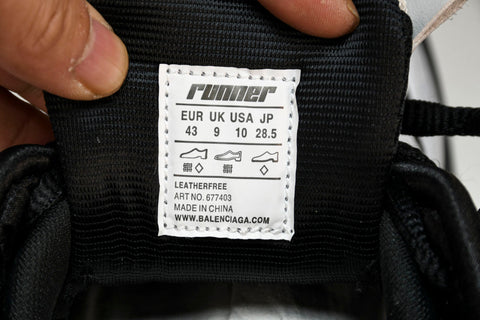 runner
EUR UK USA JP
43 9 10 28.5
LEATHERFREE
ART NO. 677403
MADE IN CHINA
WWW.BALENCIAGA.COM